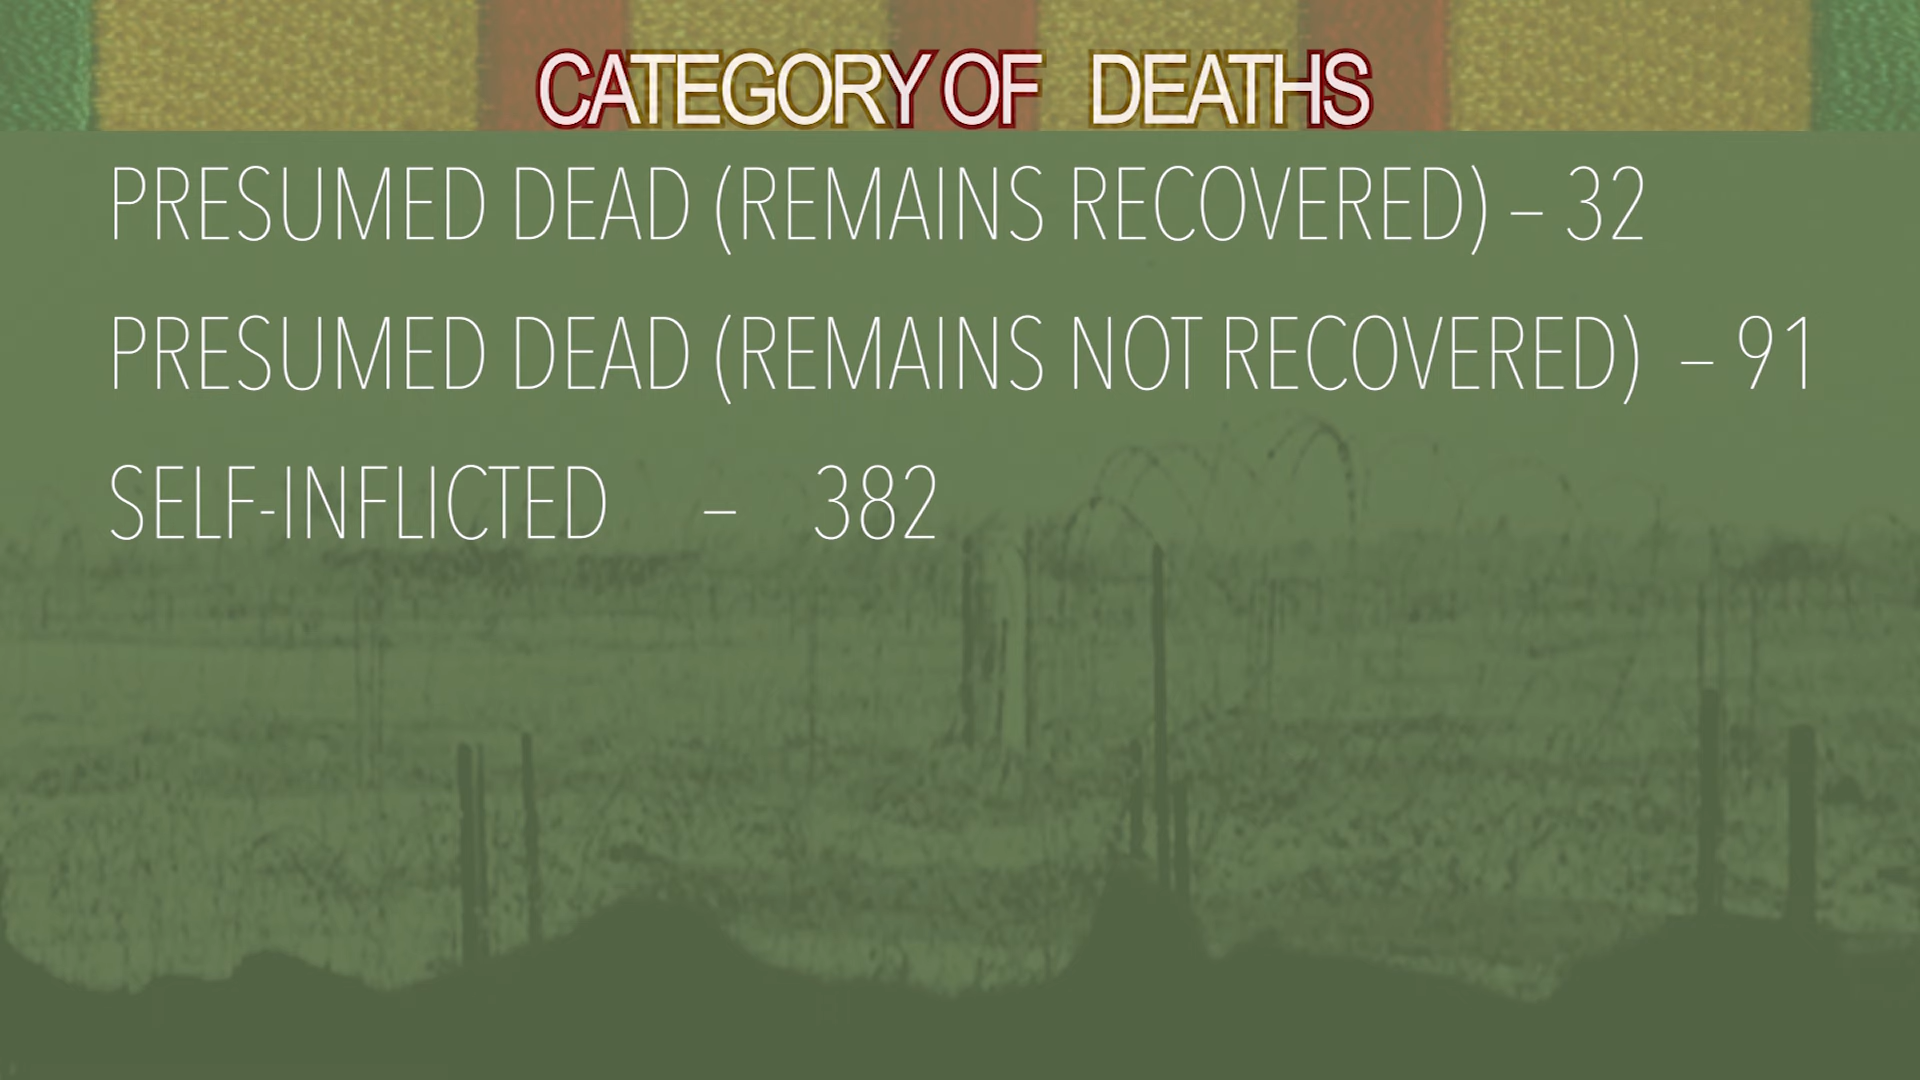 CATEGORY OF DEATHS
PRESUMED DEAD (REMAINS RECOVERED) – 32
PRESUMED DEAD (REMAINS NOT RECOVERED) – 91
SELF-INFLICTED – 382